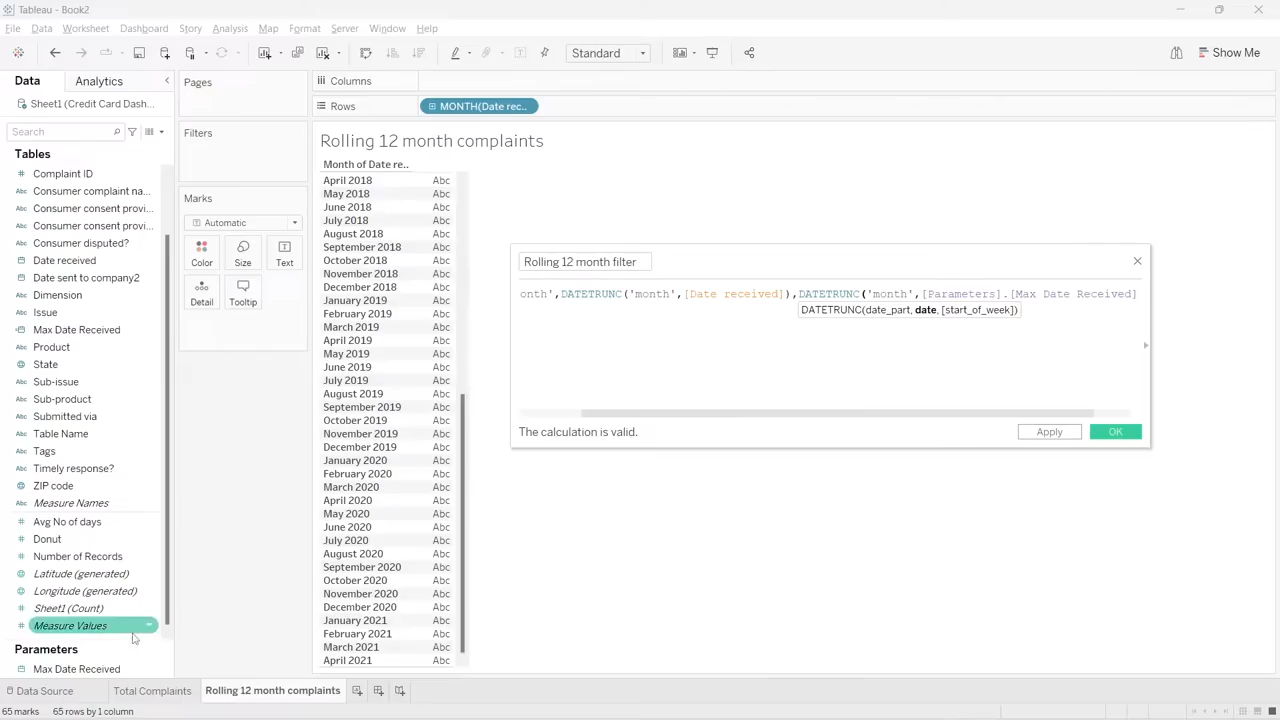 Tableau - Book2
File Data Worksheet Dashboard Story Analysis Map Format Server Window Help
Standard
Show Me
Data Analytics
Sheet1 (Credit Card Dash...
Search
Tables
Complaint ID
Consumer complaint na...
Consumer consent provi...
Consumer consent provi...
Consumer disputed?
Date received
Date sent to company2
Dimension
Issue
Max Date Received
Product
State
Sub-issue
Sub-product
Submitted via
Table Name
Tags
Timely response?
ZIP code
Measure Names
Avg No of days
Donut
Number of Records
Latitude (generated)
Longitude (generated)
Sheet1 (Count)
Measure Values
Parameters
Max Date Received
Pages
Filters
Marks
Automatic
Color Size Text
Detail Tooltip
Columns
Rows MONTH(Date rec..
Rolling 12 month complaints
Month of Date re..
April 2018 Abc
May 2018 Abc
June 2018 Abc
July 2018 Abc
August 2018 Abc
September 2018 Abc
October 2018 Abc
November 2018 Abc
December 2018 Abc
January 2019 Abc
February 2019 Abc
March 2019 Abc
April 2019 Abc
May 2019 Abc
June 2019 Abc
July 2019 Abc
August 2019 Abc
September 2019 Abc
October 2019 Abc
November 2019 Abc
December 2019 Abc
January 2020 Abc
February 2020 Abc
March 2020 Abc
April 2020 Abc
May 2020 Abc
June 2020 Abc
July 2020 Abc
August 2020 Abc
September 2020 Abc
October 2020 Abc
November 2020 Abc
December 2020 Abc
January 2021 Abc
February 2021 Abc
March 2021 Abc
April 2021 Abc
Rolling 12 month filter
onth',DATETRUNC('month',[Date received]),DATETRUNC('month',[Parameters].[Max Date Received]
DATETRUNC(date_part, date, [start_of_week])
The calculation is valid.
Apply OK
Data Source Total Complaints Rolling 12 month complaints
65 marks 65 rows by 1 column